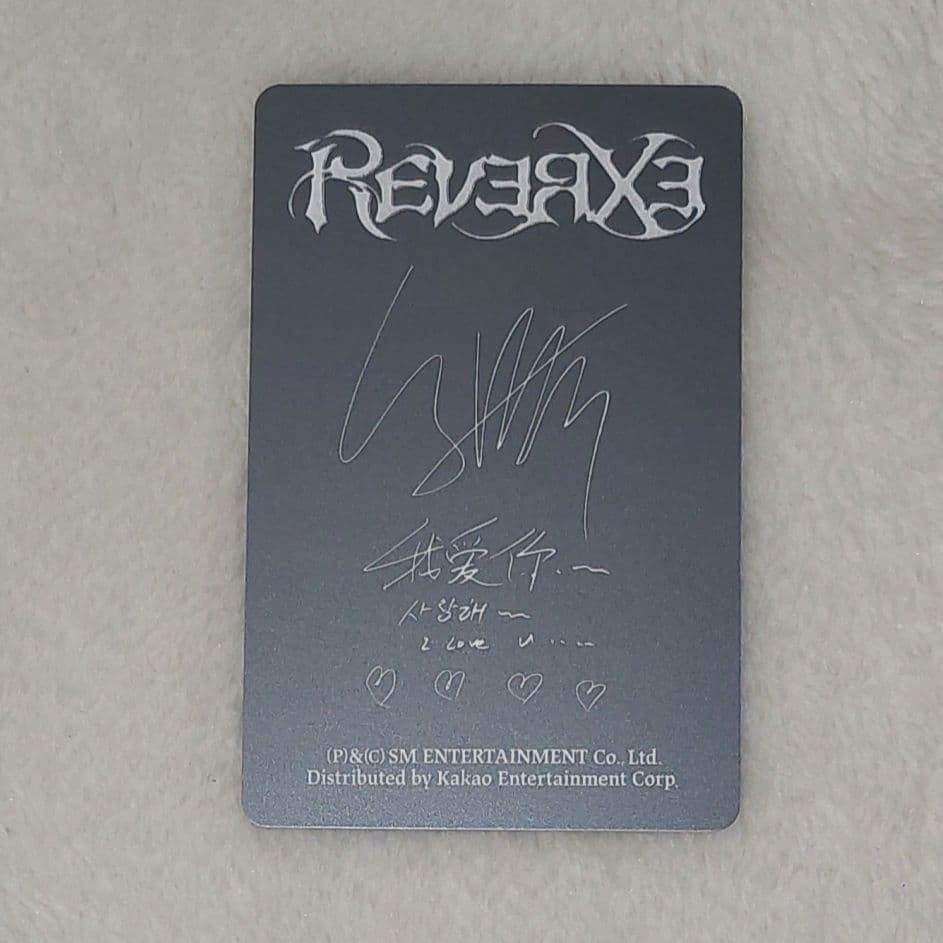 REVERXE
我爱你.~
사랑해~
I Love U....~
(P)&(C) SM ENTERTAINMENT Co., Ltd.
Distributed by Kakao Entertainment Corp.